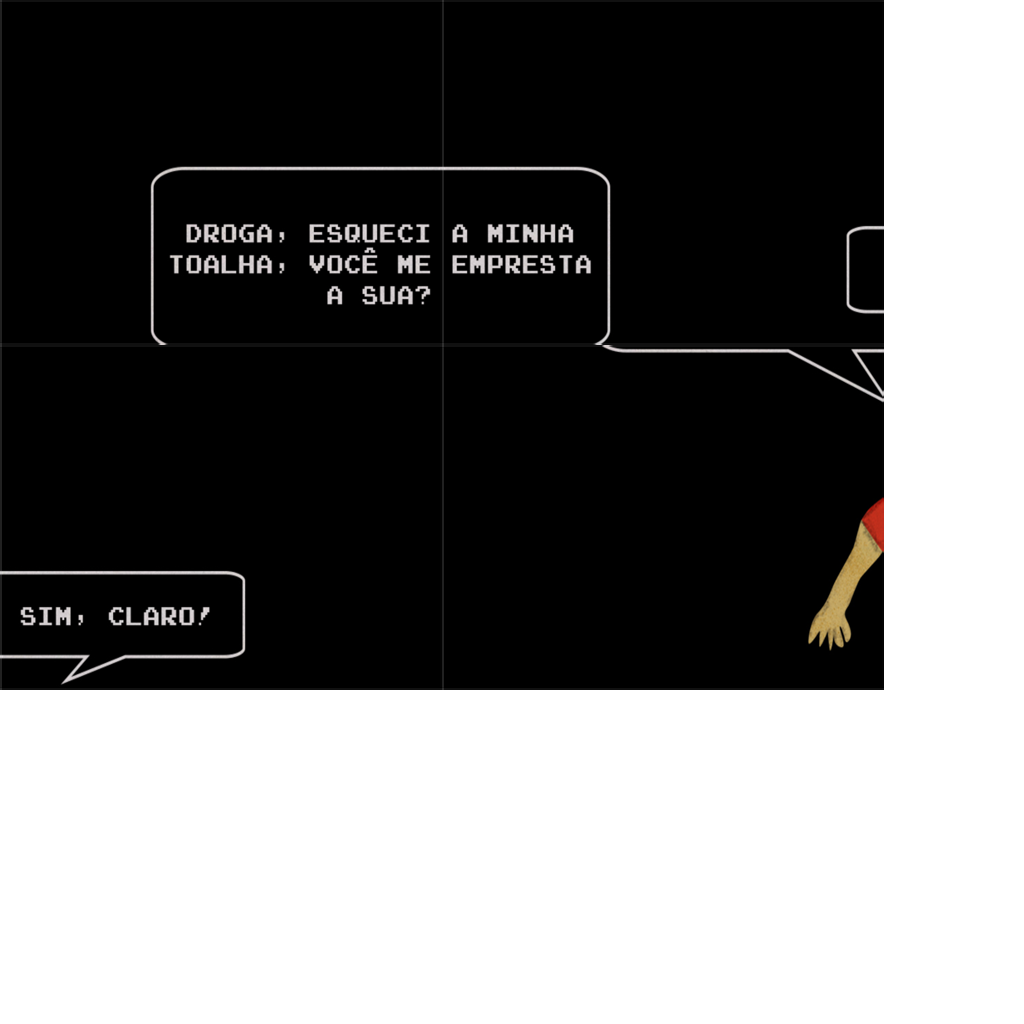 DROGA, ESQUECI A MINHA
TOALHA, VOCÊ ME EMPRESTA
A SUA?
SIM, CLARO!